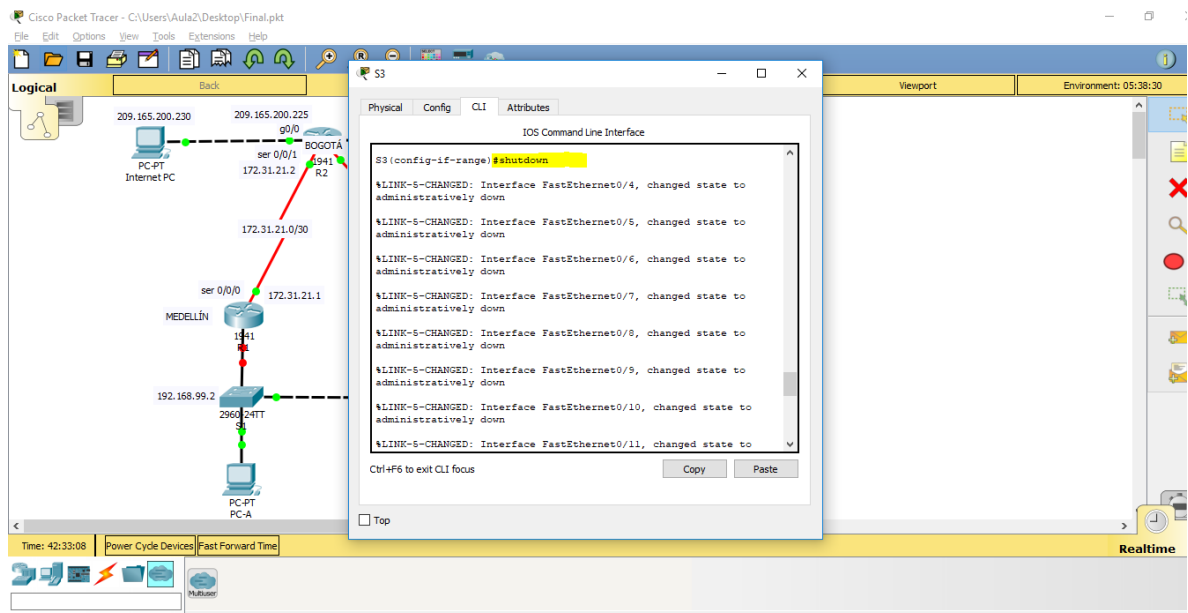 Cisco Packet Tracer - C:\Users\Aula2\Desktop\Final.pkt
File Edit Options View Tools Extensions Help
Logical
Back
Viewport
Environment: 05:38:30
209.165.200.230
209.165.200.225
g0/0
BOGOTÁ
ser 0/0/1
1941
172.31.21.2
R2
PC-PT
Internet PC
172.31.21.0/30
ser 0/0/0
172.31.21.1
MEDELLÍN
1941
R1
192.168.99.2
2960-24TT
S1
PC-PT
PC-A
S3
Physical Config CLI Attributes
IOS Command Line Interface
S3(config-if-range)#shutdown
%LINK-5-CHANGED: Interface FastEthernet0/4, changed state to
administratively down
%LINK-5-CHANGED: Interface FastEthernet0/5, changed state to
administratively down
%LINK-5-CHANGED: Interface FastEthernet0/6, changed state to
administratively down
%LINK-5-CHANGED: Interface FastEthernet0/7, changed state to
administratively down
%LINK-5-CHANGED: Interface FastEthernet0/8, changed state to
administratively down
%LINK-5-CHANGED: Interface FastEthernet0/9, changed state to
administratively down
%LINK-5-CHANGED: Interface FastEthernet0/10, changed state to
administratively down
%LINK-5-CHANGED: Interface FastEthernet0/11, changed state to
Ctrl+F6 to exit CLI focus
Copy
Paste
Top
Time: 42:33:08
Power Cycle Devices Fast Forward Time
Realtime
Multiuser